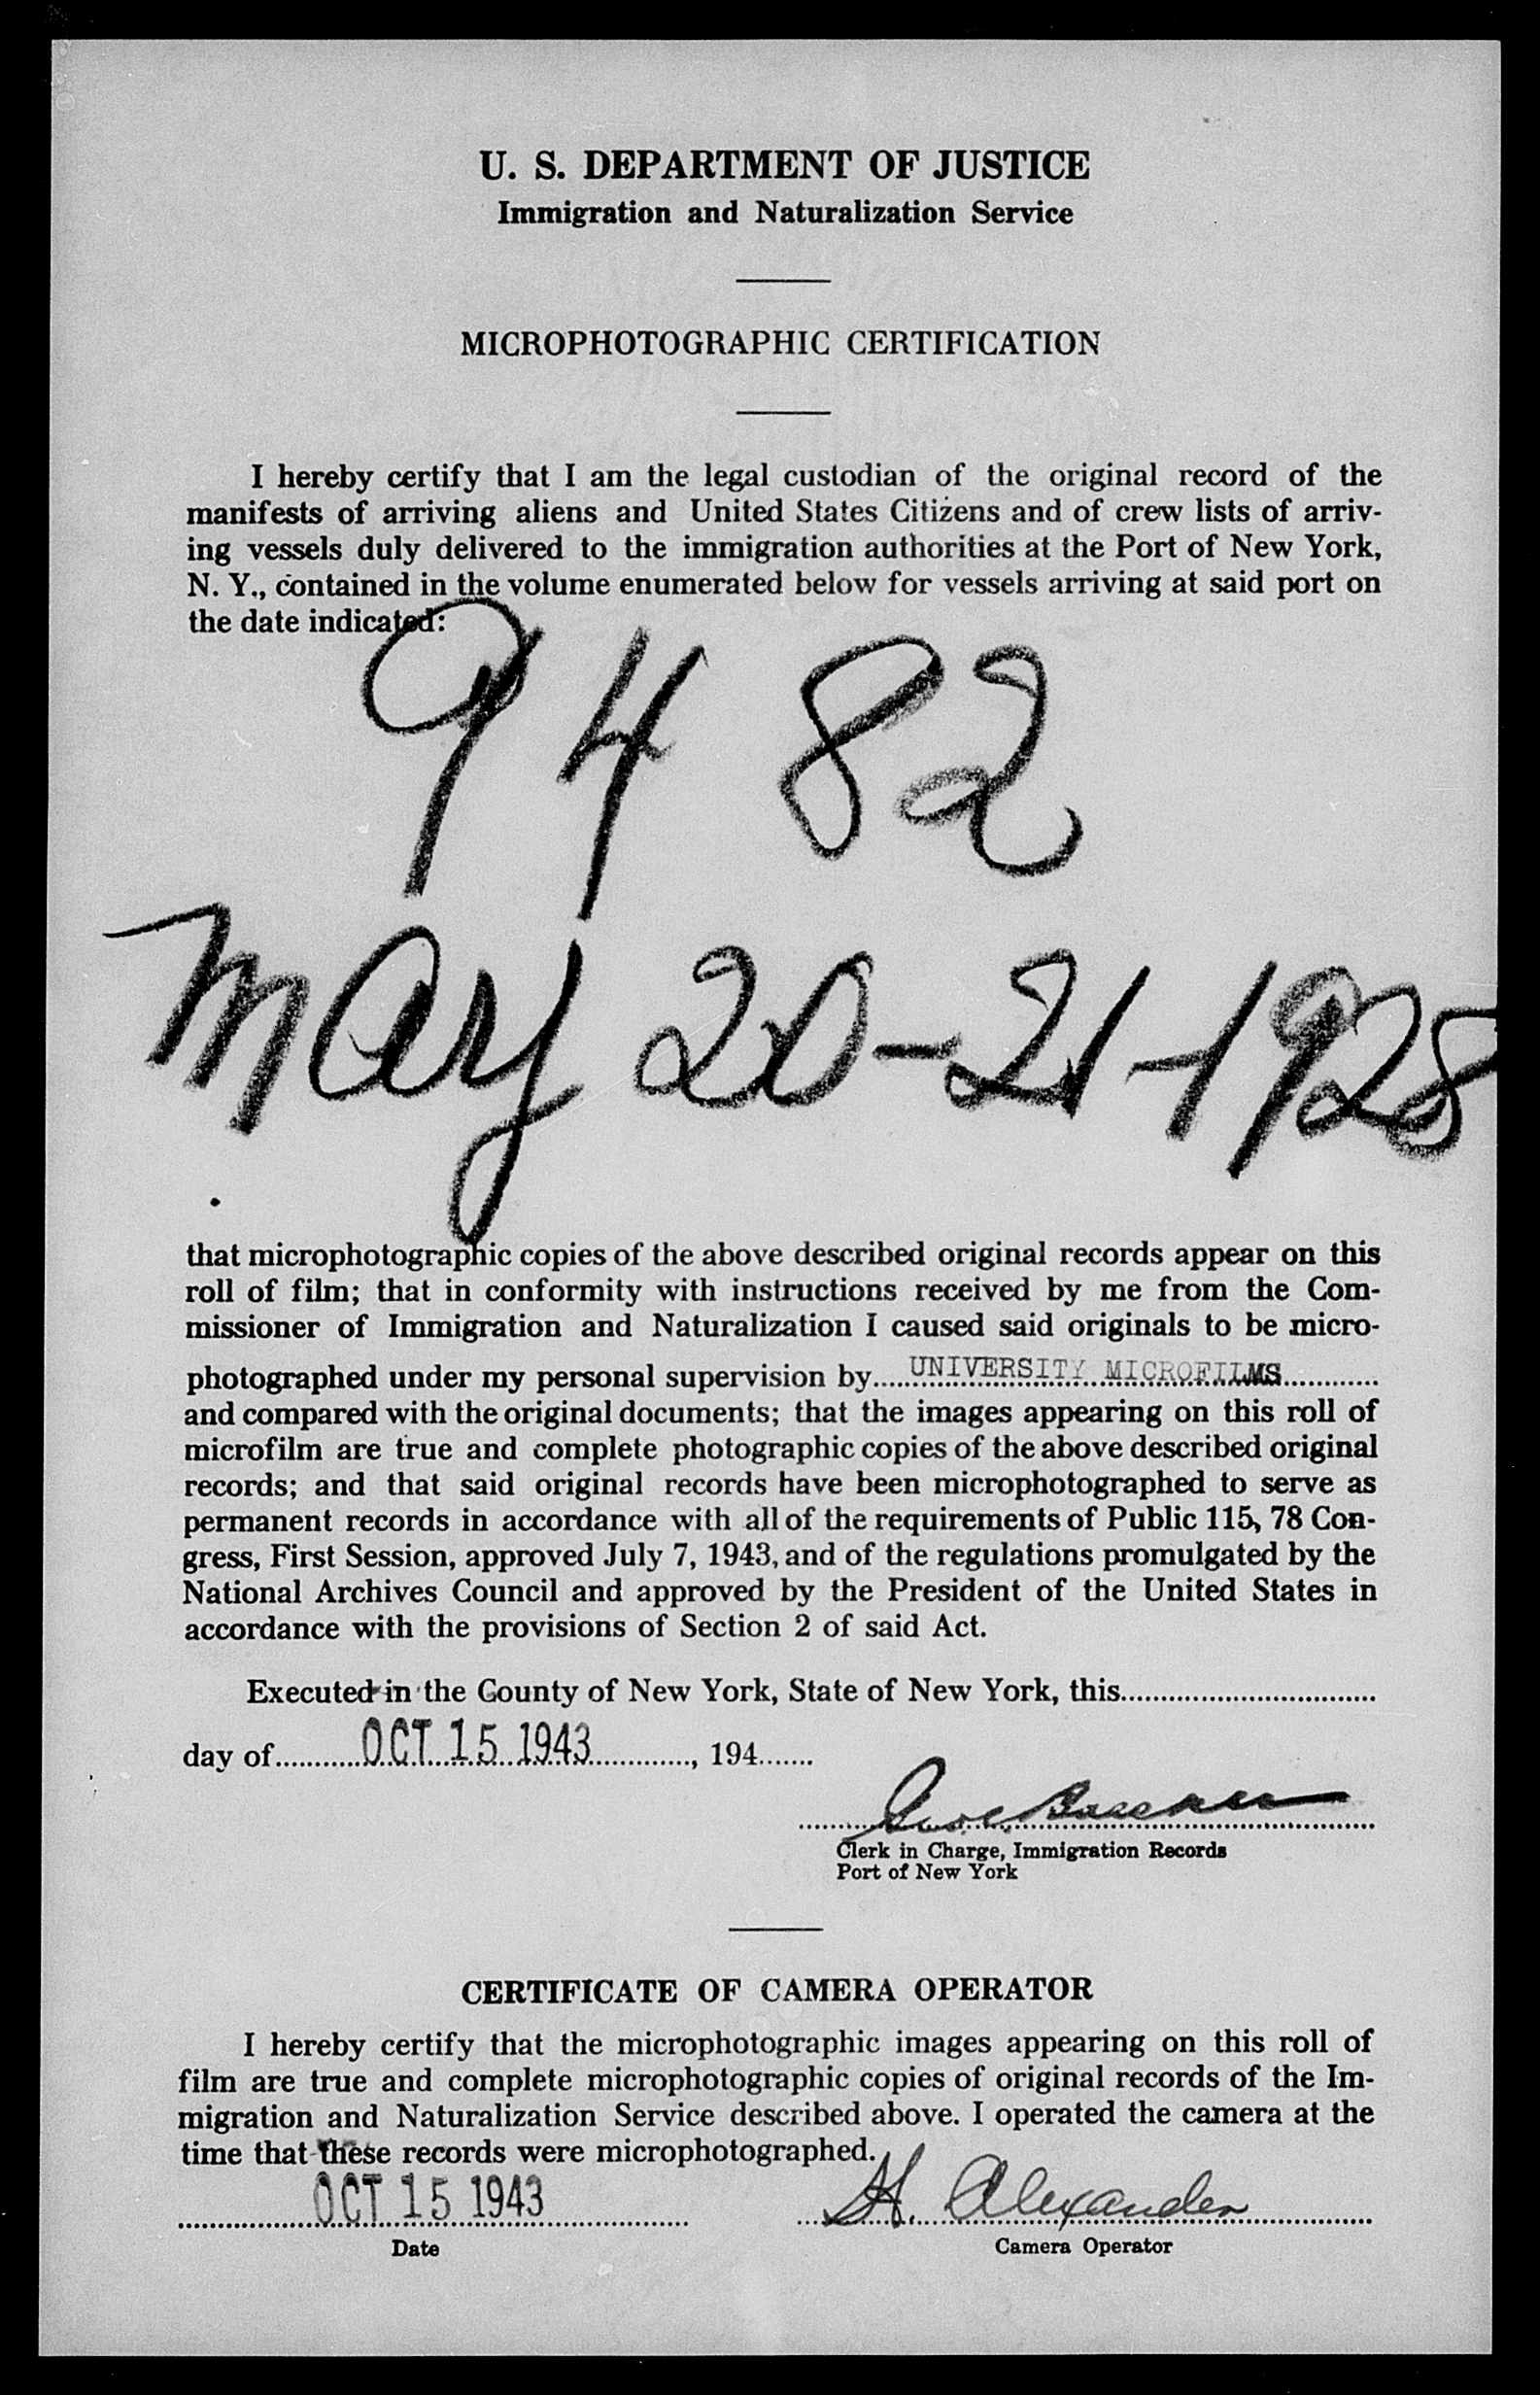 U. S. DEPARTMENT OF JUSTICE
Immigration and Naturalization Service
MICROPHOTOGRAPHIC CERTIFICATION
I hereby certify that I am the legal custodian of the original record of the
manifests of arriving aliens and United States Citizens and of crew lists of arriv-
ing vessels duly delivered to the immigration authorities at the Port of New York,
N. Y., contained in the volume enumerated below for vessels arriving at said port on
the date indicated:
9482
May 20-21-1928
that microphotographic copies of the above described original records appear on this
roll of film; that in conformity with instructions received by me from the Com-
missioner of Immigration and Naturalization I caused said originals to be micro-
photographed under my personal supervision by UNIVERSITY MICROFILMS
and compared with the original documents; that the images appearing on this roll of
microfilm are true and complete photographic copies of the above described original
records; and that said original records have been microphotographed to serve as
permanent records in accordance with all of the requirements of Public 115, 78 Con-
gress, First Session, approved July 7, 1943, and of the regulations promulgated by the
National Archives Council and approved by the President of the United States in
accordance with the provisions of Section 2 of said Act.
Executed in the County of New York, State of New York, this
day of OCT 15 1943, 194
Clerk in Charge, Immigration Records
Port of New York
CERTIFICATE OF CAMERA OPERATOR
I hereby certify that the microphotographic images appearing on this roll of
film are true and complete microphotographic copies of original records of the Im-
migration and Naturalization Service described above. I operated the camera at the
time that these records were microphotographed.
OCT 15 1943 H. Alexander
Date Camera Operator